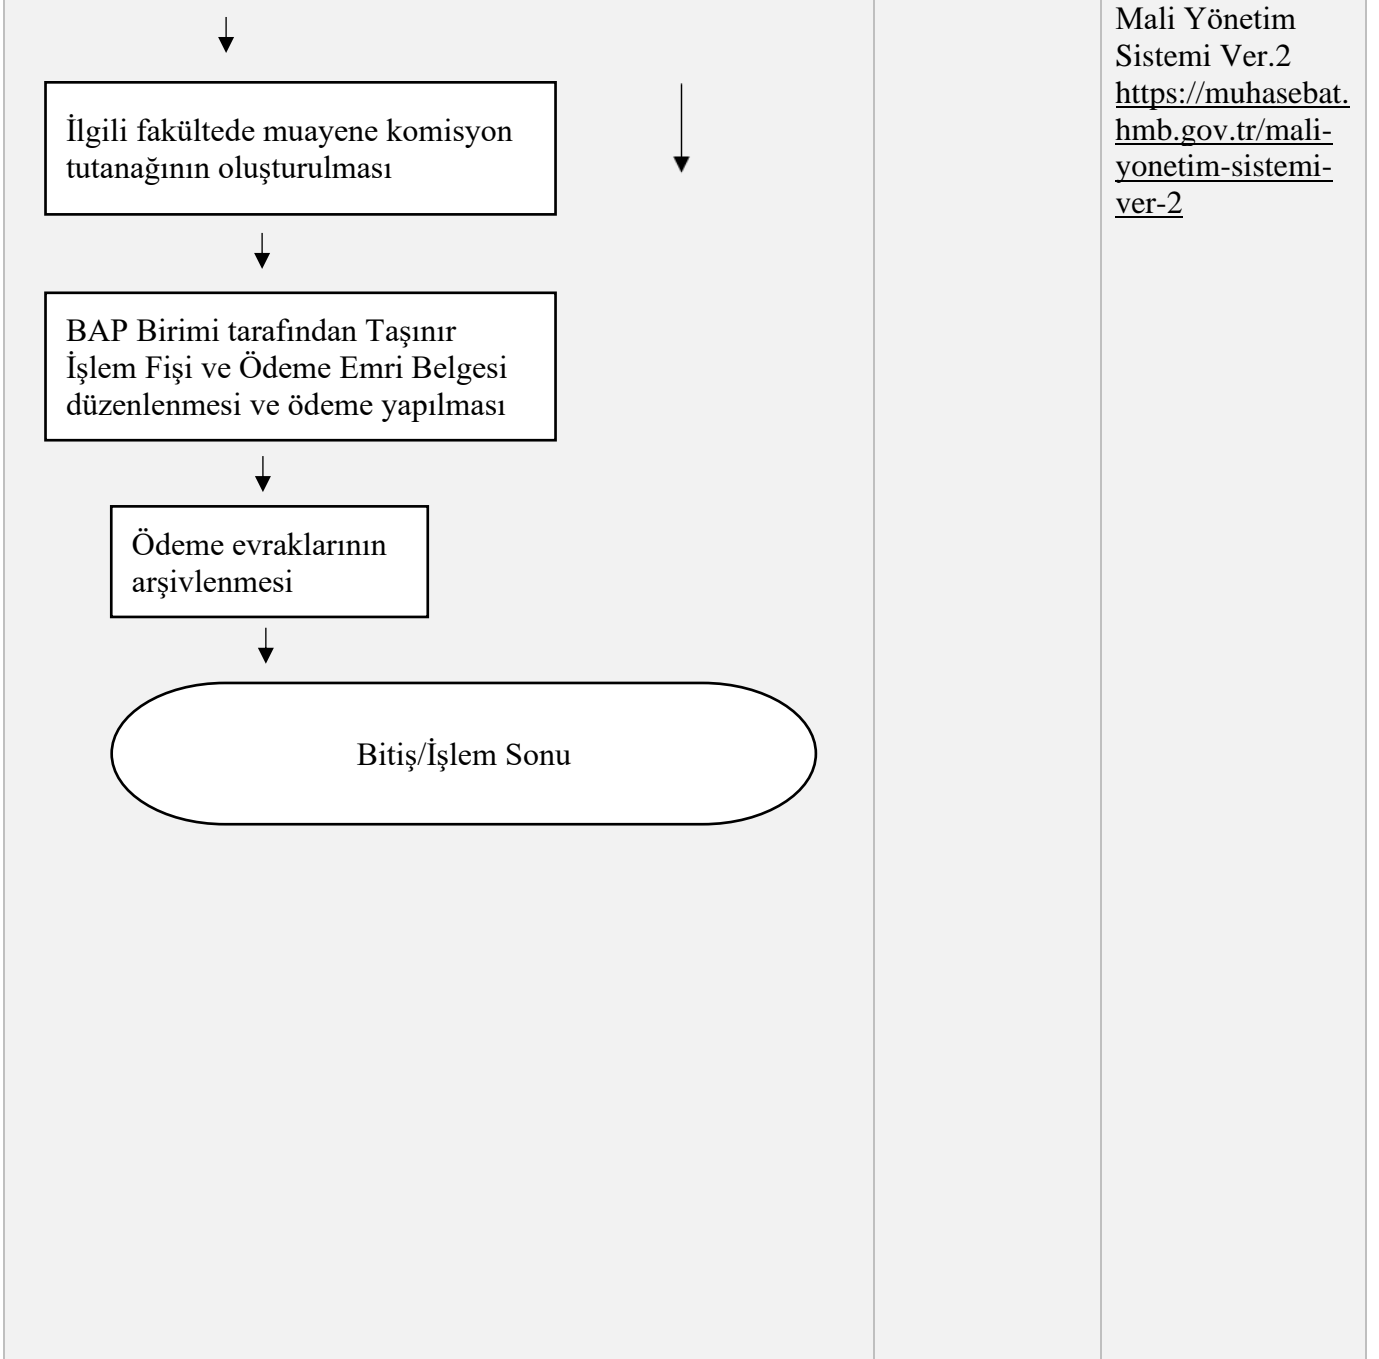 İlgili fakültede muayene komisyon
tutanağının oluşturulması
BAP Birimi tarafından Taşınır
İşlem Fişi ve Ödeme Emri Belgesi
düzenlenmesi ve ödeme yapılması
Ödeme evraklarının
arşivlenmesi
Bitiş/İşlem Sonu
Mali Yönetim
Sistemi Ver.2
https://muhasebat.
hmb.gov.tr/mali-
yonetim-sistemi-
ver-2